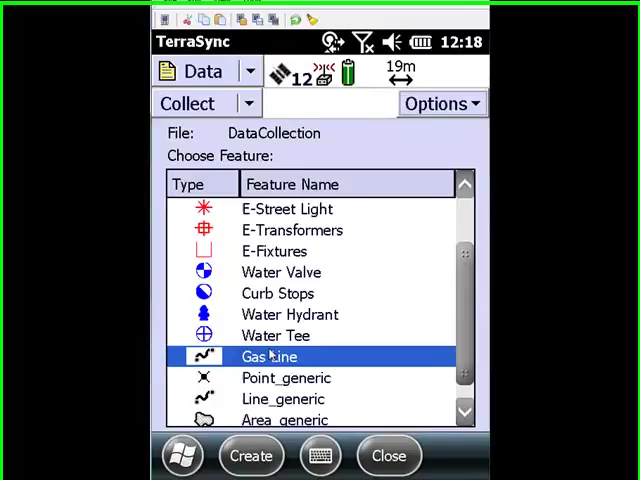 TerraSync 12:18
Data 12 19m
Collect Options
File: DataCollection
Choose Feature:
Type Feature Name
E-Street Light
E-Transformers
E-Fixtures
Water Valve
Curb Stops
Water Hydrant
Water Tee
Gas Line
Point_generic
Line_generic
Area_generic
Create Close